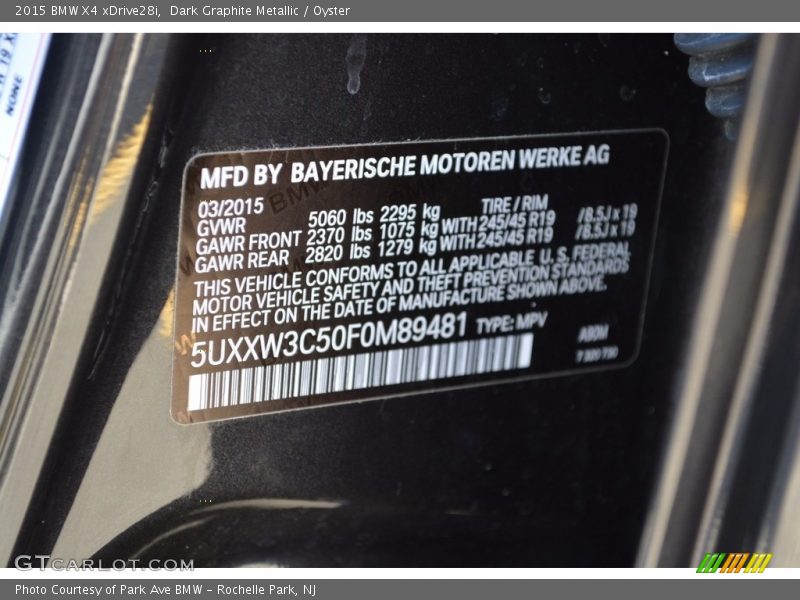 2015 BMW X4 xDrive28i, Dark Graphite Metallic / Oyster
NONE
MFD BY BAYERISCHE MOTOREN WERKE AG
03/2015
GVWR 5060 lbs 2295 kg TIRE / RIM
GAWR FRONT 2370 lbs 1075 kg WITH 245/45 R19 /8.5J x 19
GAWR REAR 2820 lbs 1279 kg WITH 245/45 R19 /8.5J x 19
THIS VEHICLE CONFORMS TO ALL APPLICABLE U. S. FEDERAL
MOTOR VEHICLE SAFETY AND THEFT PREVENTION STANDARDS
IN EFFECT ON THE DATE OF MANUFACTURE SHOWN ABOVE.
5UXXW3C50F0M89481 TYPE: MPV
GTCARLOT.COM
Photo Courtesy of Park Ave BMW – Rochelle Park, NJ